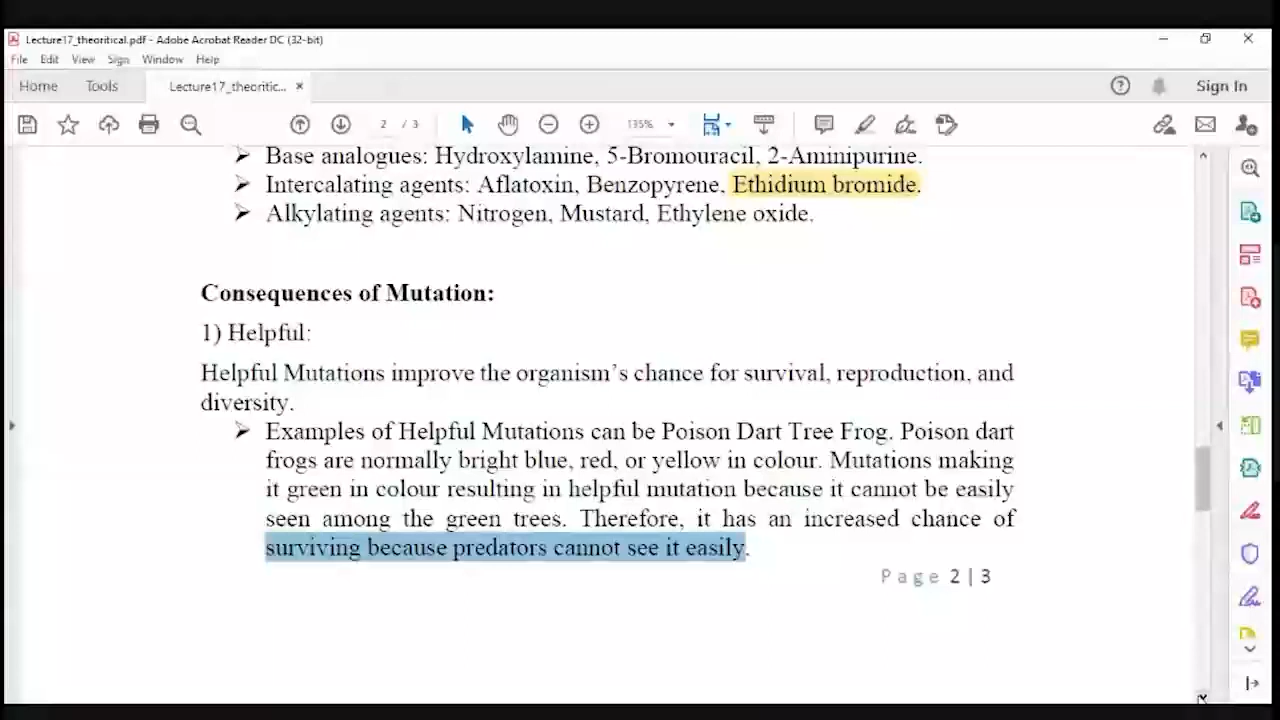 Lecture17_theoritical.pdf - Adobe Acrobat Reader DC (32-bit)
File Edit View Window Help
Home Tools Lecture17_theoritic... × Sign In
2 / 3 135%
➢ Base analogues: Hydroxylamine, 5-Bromouracil, 2-Aminipurine.
➢ Intercalating agents: Aflatoxin, Benzopyrene, Ethidium bromide.
➢ Alkylating agents: Nitrogen, Mustard, Ethylene oxide.
Consequences of Mutation:
1) Helpful:
Helpful Mutations improve the organism's chance for survival, reproduction, and
diversity.
➢ Examples of Helpful Mutations can be Poison Dart Tree Frog. Poison dart
frogs are normally bright blue, red, or yellow in colour. Mutations making
it green in colour resulting in helpful mutation because it cannot be easily
seen among the green trees. Therefore, it has an increased chance of
surviving because predators cannot see it easily.
Page 2 | 3